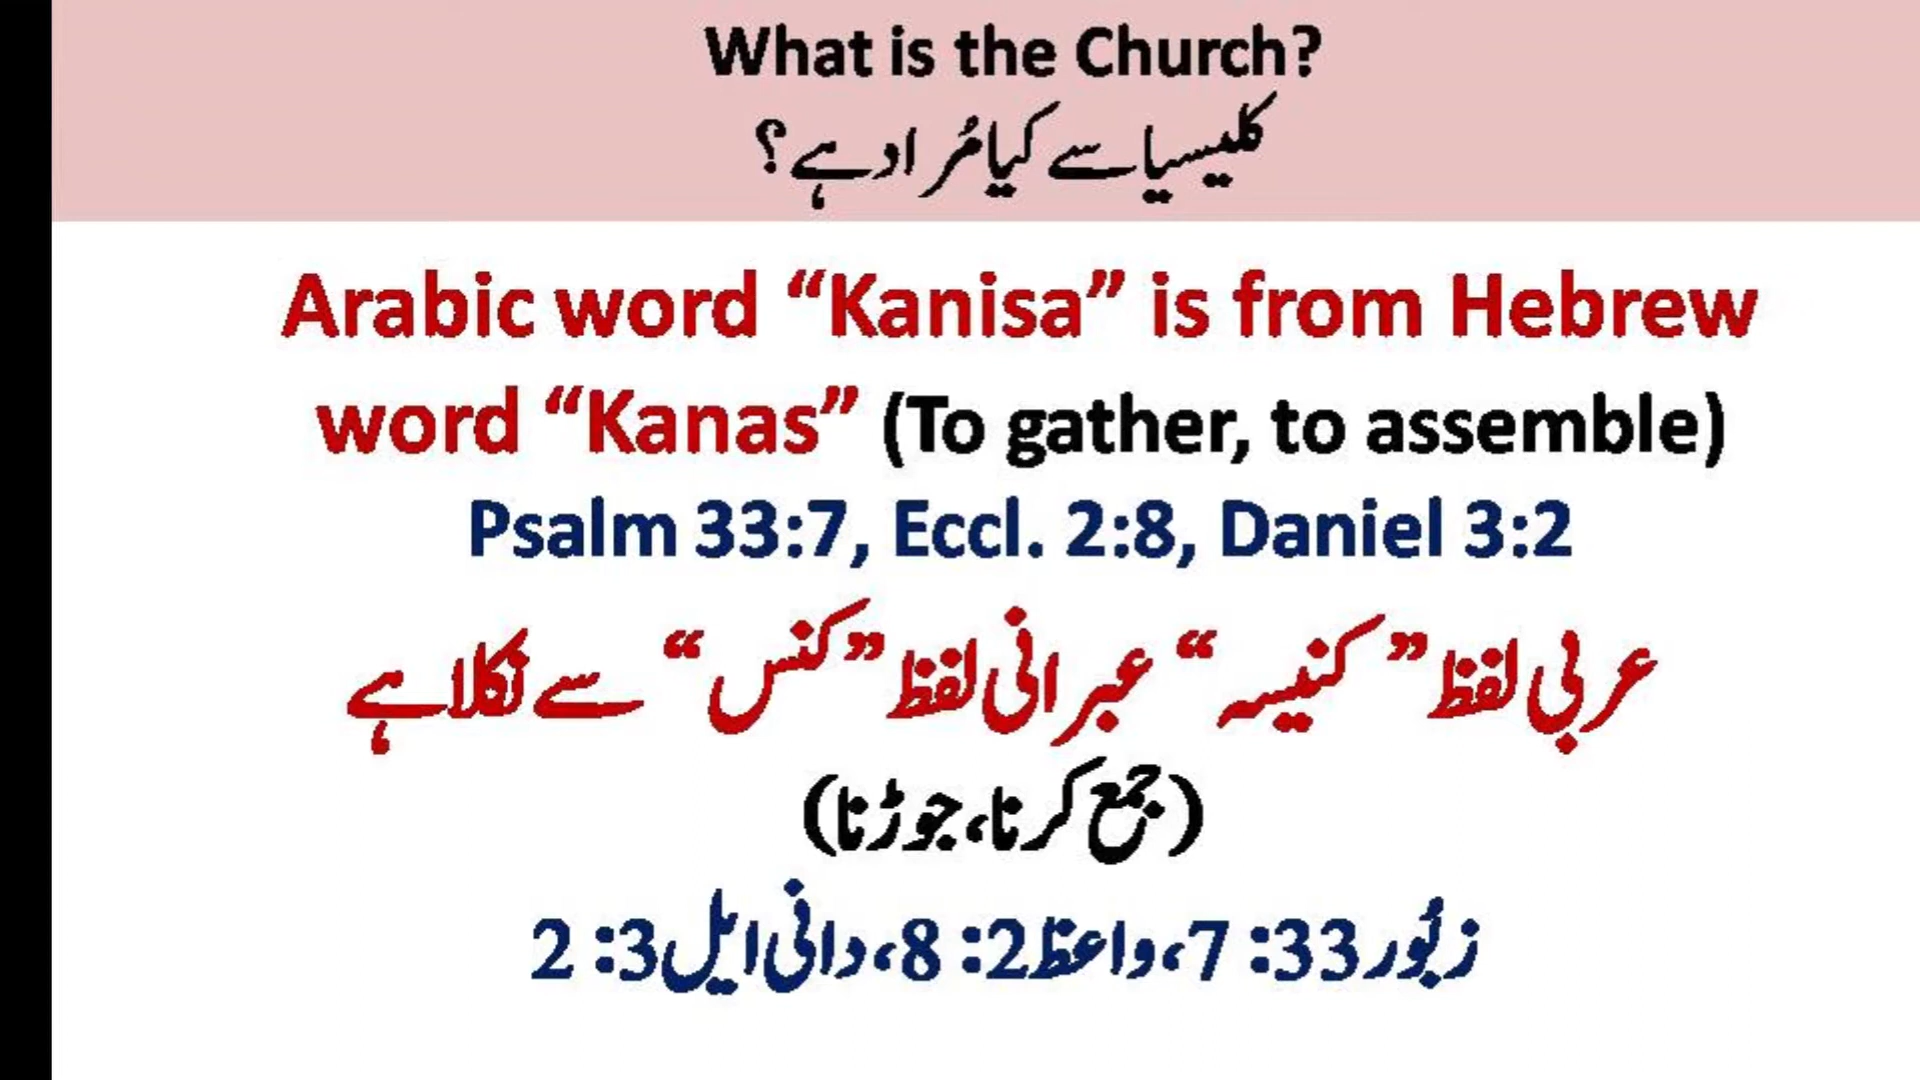 What is the Church?
کلیسیا سے کیا مُراد ہے؟
Arabic word “Kanisa” is from Hebrew
word “Kanas” (To gather, to assemble)
Psalm 33:7, Eccl. 2:8, Daniel 3:2
عربی لفظ ”کنیسہ“ عبرانی لفظ ”کنس“ سے نکلا ہے
(جمع کرنا، جوڑنا)
زبُور 33: 7، واعظ 2: 8، دانی ایل 3: 2